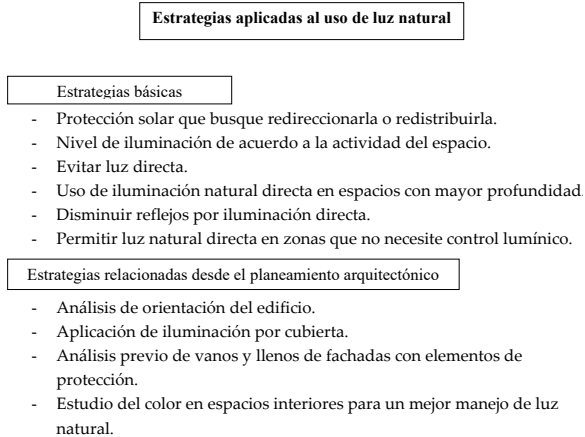 Estrategias aplicadas al uso de luz natural
Estrategias básicas
- Protección solar que busque redireccionarla o redistribuirla.
- Nivel de iluminación de acuerdo a la actividad del espacio.
- Evitar luz directa.
- Uso de iluminación natural directa en espacios con mayor profundidad.
- Disminuir reflejos por iluminación directa.
- Permitir luz natural directa en zonas que no necesite control lumínico.
Estrategias relacionadas desde el planeamiento arquitectónico
- Análisis de orientación del edificio.
- Aplicación de iluminación por cubierta.
- Análisis previo de vanos y llenos de fachadas con elementos de
protección.
- Estudio del color en espacios interiores para un mejor manejo de luz
natural.